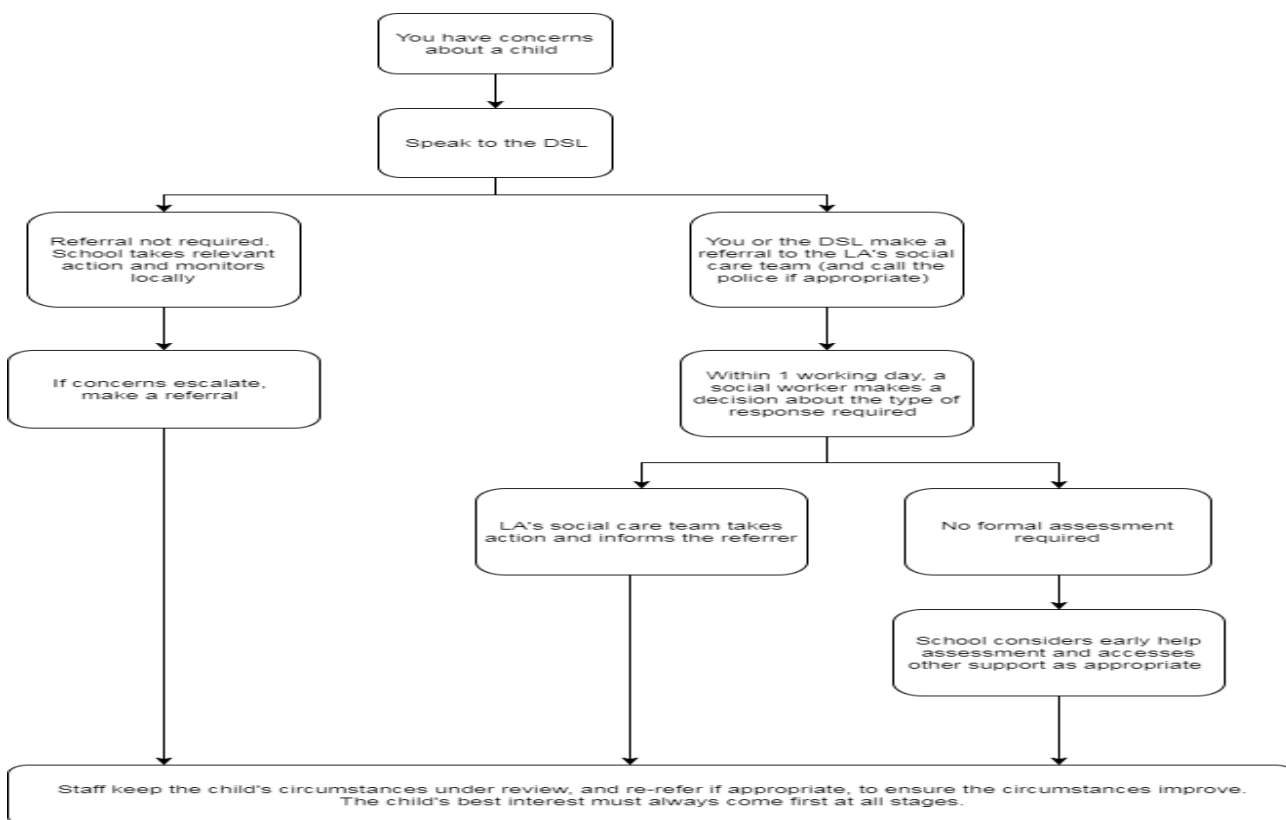 You have concerns
about a child
Speak to the DSL
Referral not required.
School takes relevant
action and monitors
locally
You or the DSL make a
referral to the LA's social
care team (and call the
police if appropriate)
If concerns escalate,
make a referral
Within 1 working day, a
social worker makes a
decision about the type of
response required
LA's social care team takes
action and informs the referrer
No formal assessment
required
School considers early help
assessment and accesses
other support as appropriate
Staff keep the child's circumstances under review, and re-refer if appropriate, to ensure the circumstances improve.
The child's best interest must always come first at all stages.